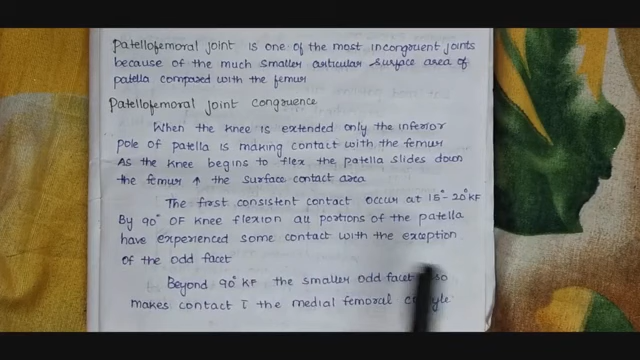 Patellofemoral joint is one of the most incongruent joints
because of the much smaller articular surface area of
patella compared with the femur
Patellofemoral Joint congruence
When the knee is extended only the inferior
pole of patella is making contact with the femur
As the knee begins to flex the patella slides down
the femur ↑ the surface contact area
The first consistent contact occur at 15°-20° KF
By 90° OF Knee flexion all portions of the patella
have experienced some contact with the exception
of the odd facet
Beyond 90° KF the smaller odd facet
makes contact c̅ the medial femoral